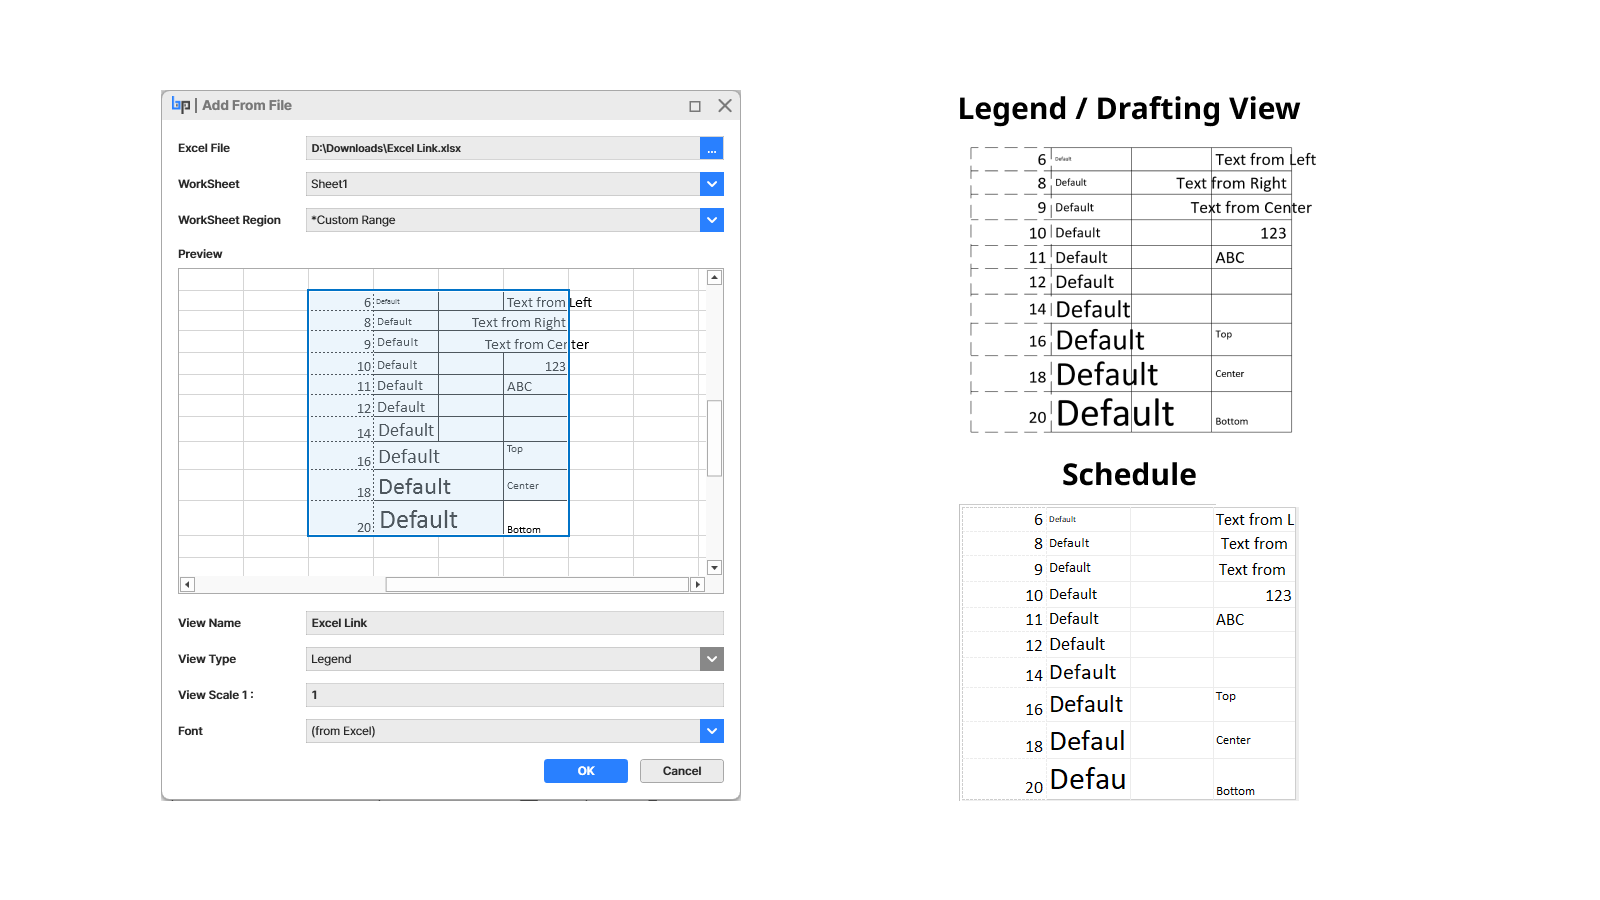 bp | Add From File
Excel File
D:\Downloads\Excel Link.xlsx
...
WorkSheet
Sheet1
WorkSheet Region
*Custom Range
Preview
6 Default Text from Left
8 Default Text from Right
9 Default Text from Center
10 Default 123
11 Default ABC
12 Default
14 Default
16 Default Top
18 Default Center
20 Default Bottom
View Name
Excel Link
View Type
Legend
View Scale 1 :
1
Font
(from Excel)
OK
Cancel
Legend / Drafting View
6 Default Text from Left
8 Default Text from Right
9 Default Text from Center
10 Default 123
11 Default ABC
12 Default
14 Default
16 Default Top
18 Default Center
20 Default Bottom
Schedule
6 Default Text from L
8 Default Text from
9 Default Text from
10 Default 123
11 Default ABC
12 Default
14 Default
16 Default Top
18 Defaul Center
20 Defau Bottom